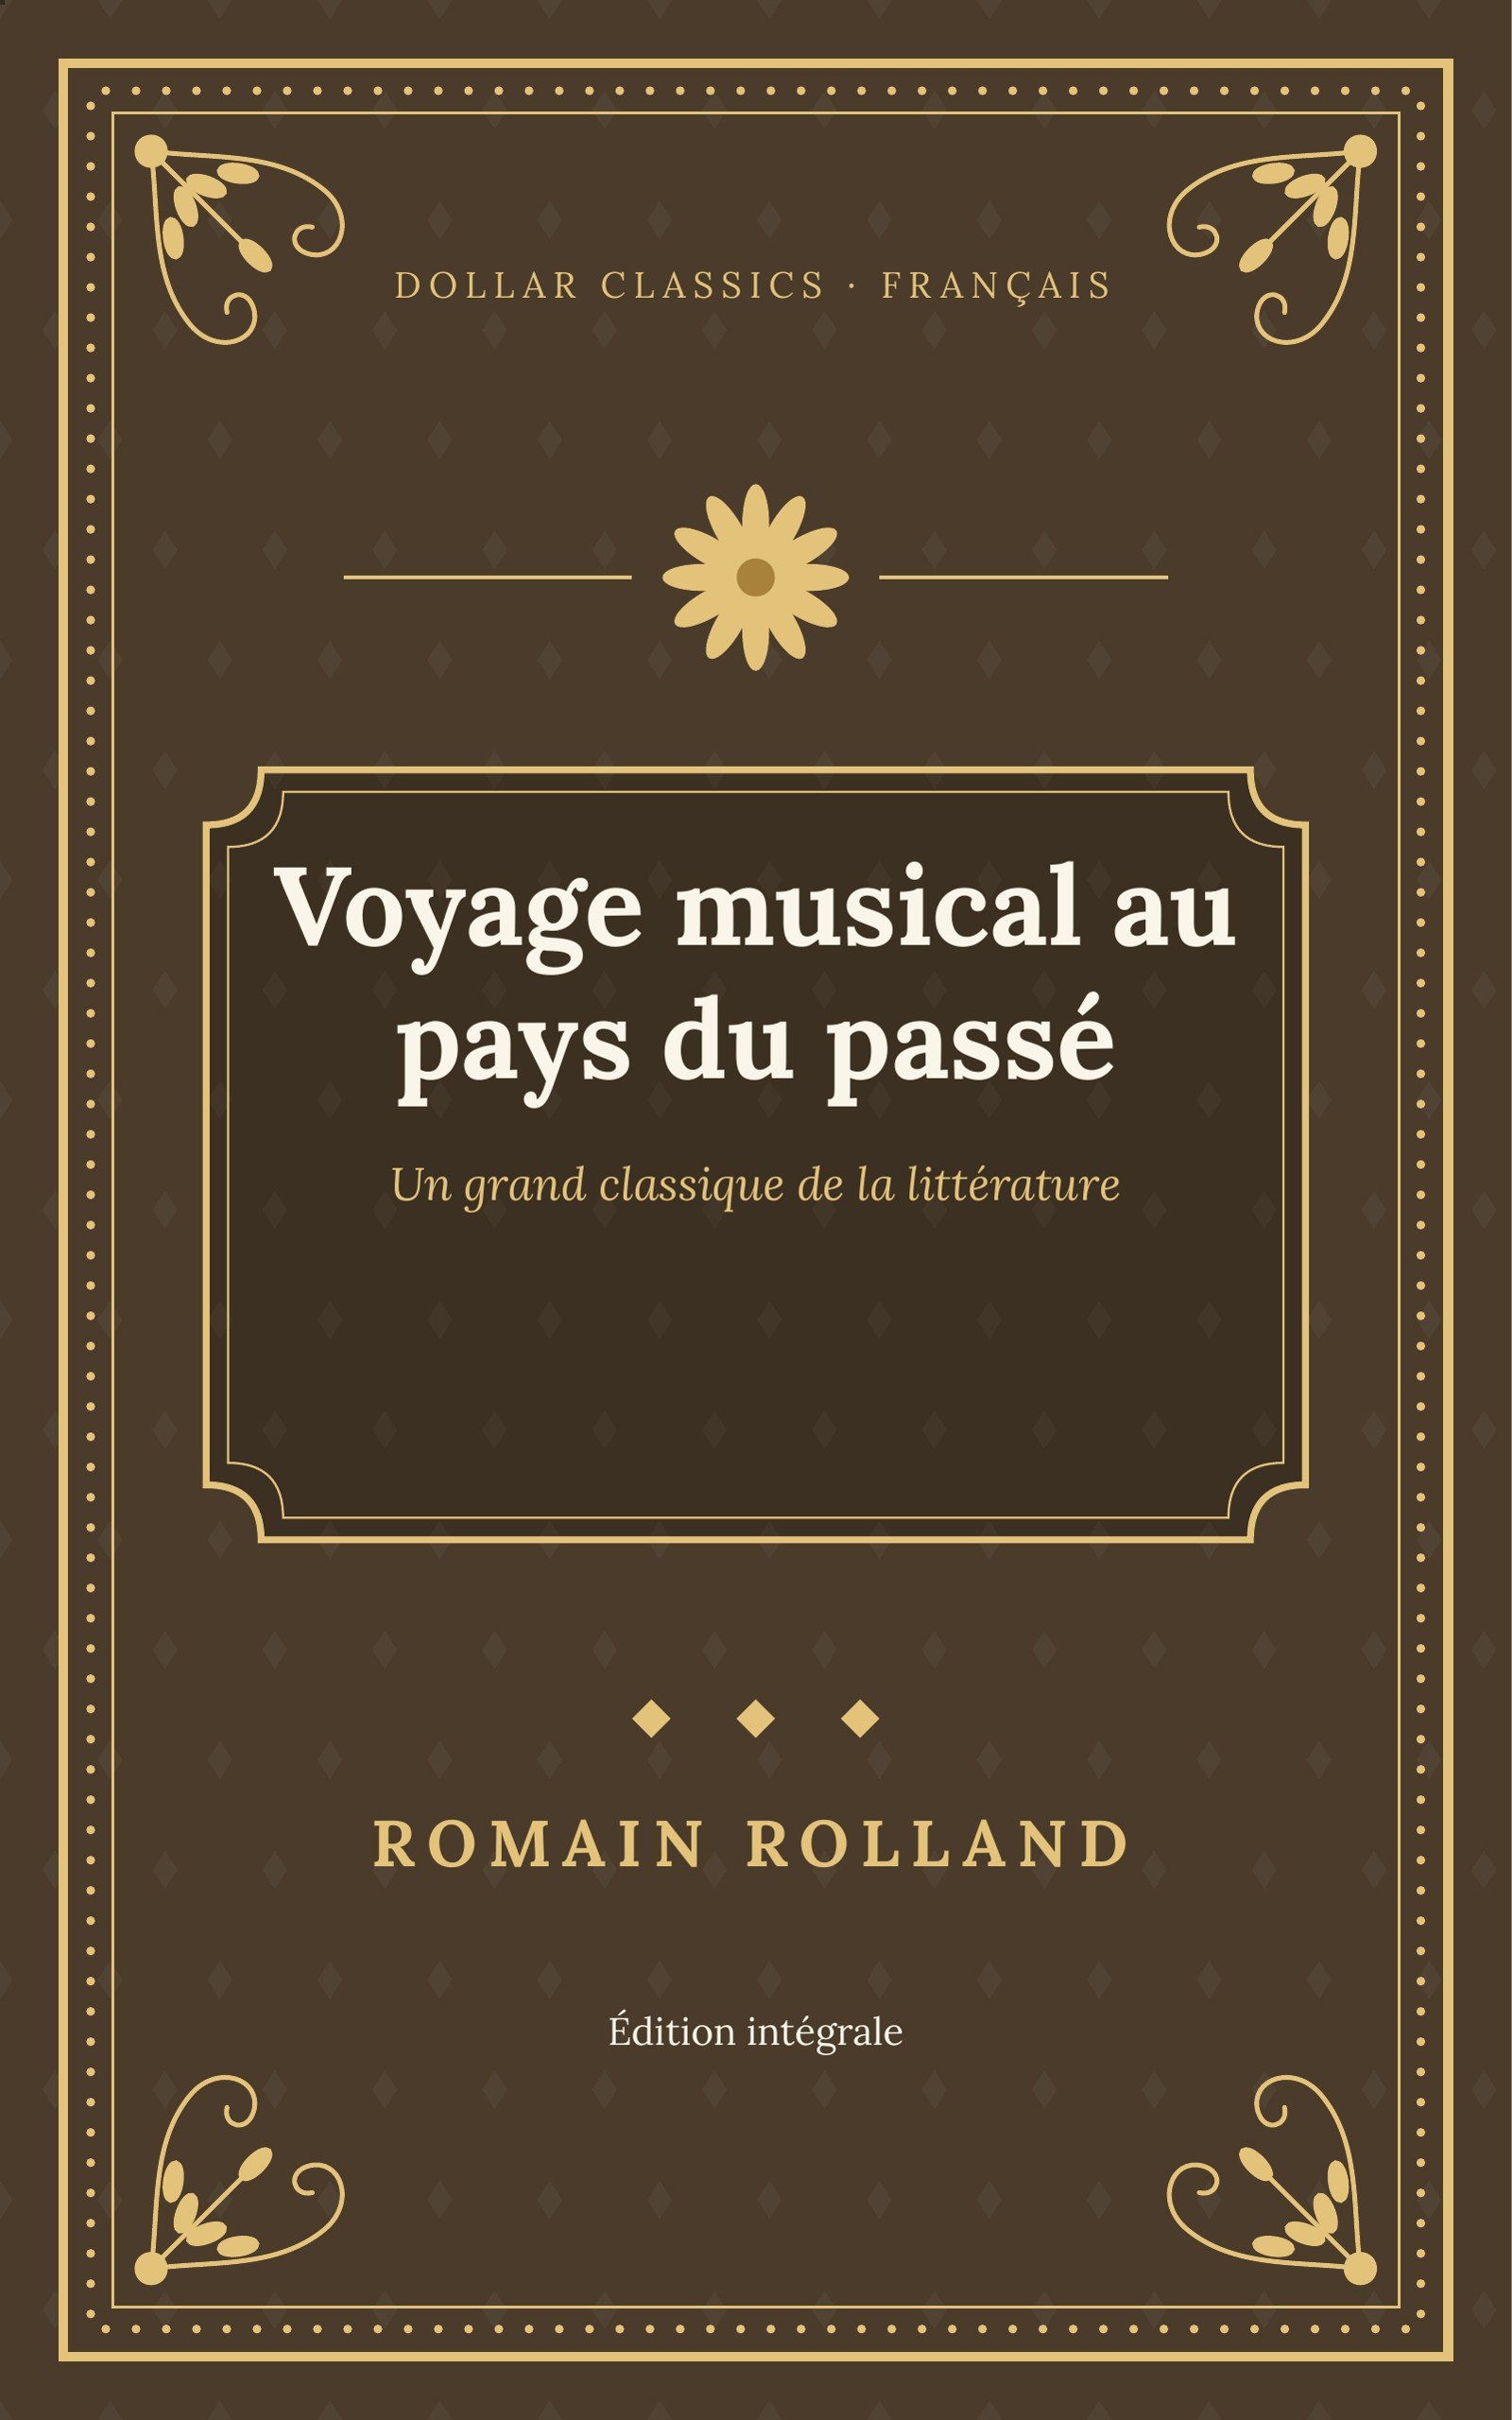 DOLLAR CLASSICS · FRANÇAIS
Voyage musical au
pays du passé
Un grand classique de la littérature
ROMAIN ROLLAND
Édition intégrale